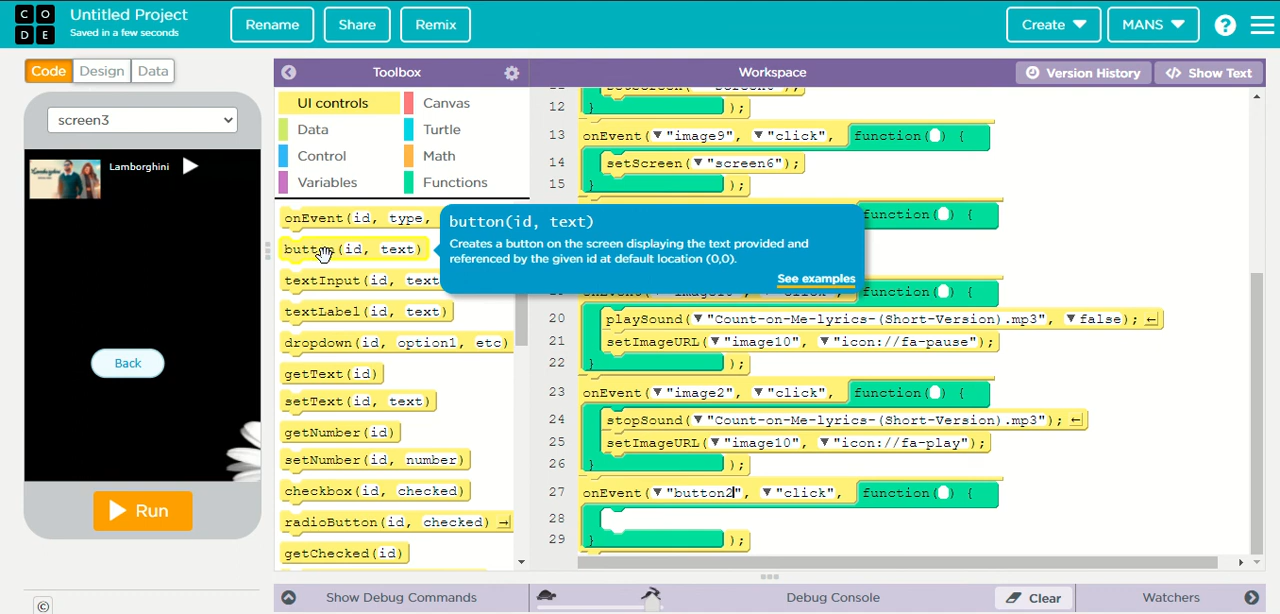 CODE
Untitled Project
Saved in a few seconds
Rename
Share
Remix
Create
MANS
?
Code
Design
Data
Toolbox
Workspace
Version History
</> Show Text
screen3
Lamborghini
Back
Run
©
UI controls
Canvas
Data
Turtle
Control
Math
Variables
Functions
onEvent(id, type,
button(id, text)
textInput(id, text
textLabel(id, text)
dropdown(id, option1, etc)
getText(id)
setText(id, text)
getNumber(id)
setNumber(id, number)
checkbox(id, checked)
radioButton(id, checked)
getChecked(id)
button(id, text)
Creates a button on the screen displaying the text provided and
referenced by the given id at default location (0,0).
See examples
12 } );
13 onEvent("image9", "click", function() {
14 setScreen("screen6");
15 } );
function() {
"click", function() {
20 playSound("Count-on-Me-lyrics-(Short-Version).mp3", false);
21 setImageURL("image10", "icon://fa-pause");
22 } );
23 onEvent("image2", "click", function() {
24 stopSound("Count-on-Me-lyrics-(Short-Version).mp3");
25 setImageURL("image10", "icon://fa-play");
26 } );
27 onEvent("button2", "click", function() {
28
29 } );
Show Debug Commands
Debug Console
Clear
Watchers